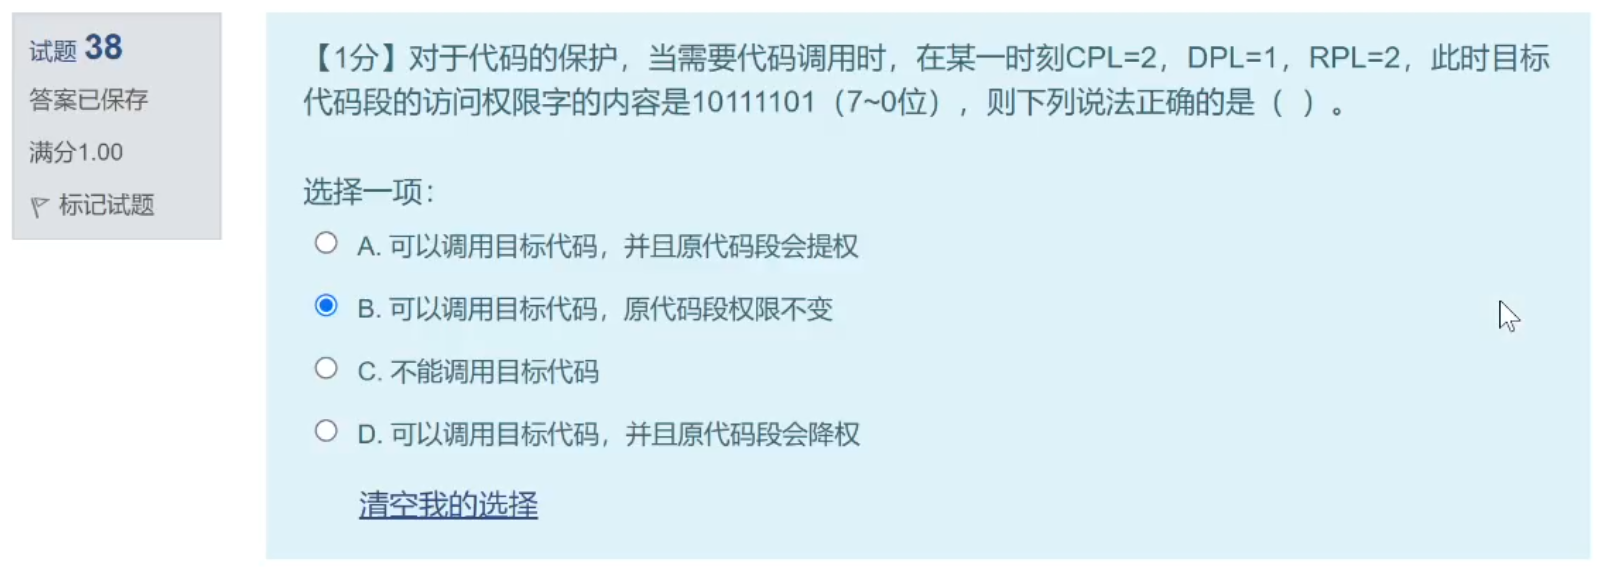 试题 38
答案已保存
满分1.00
标记试题
【1分】对于代码的保护，当需要代码调用时，在某一时刻CPL=2，DPL=1，RPL=2，此时目标
代码段的访问权限字的内容是10111101（7~0位），则下列说法正确的是（ ）。
选择一项：
A. 可以调用目标代码，并且原代码段会提权
B. 可以调用目标代码，原代码段权限不变
C. 不能调用目标代码
D. 可以调用目标代码，并且原代码段会降权
清空我的选择